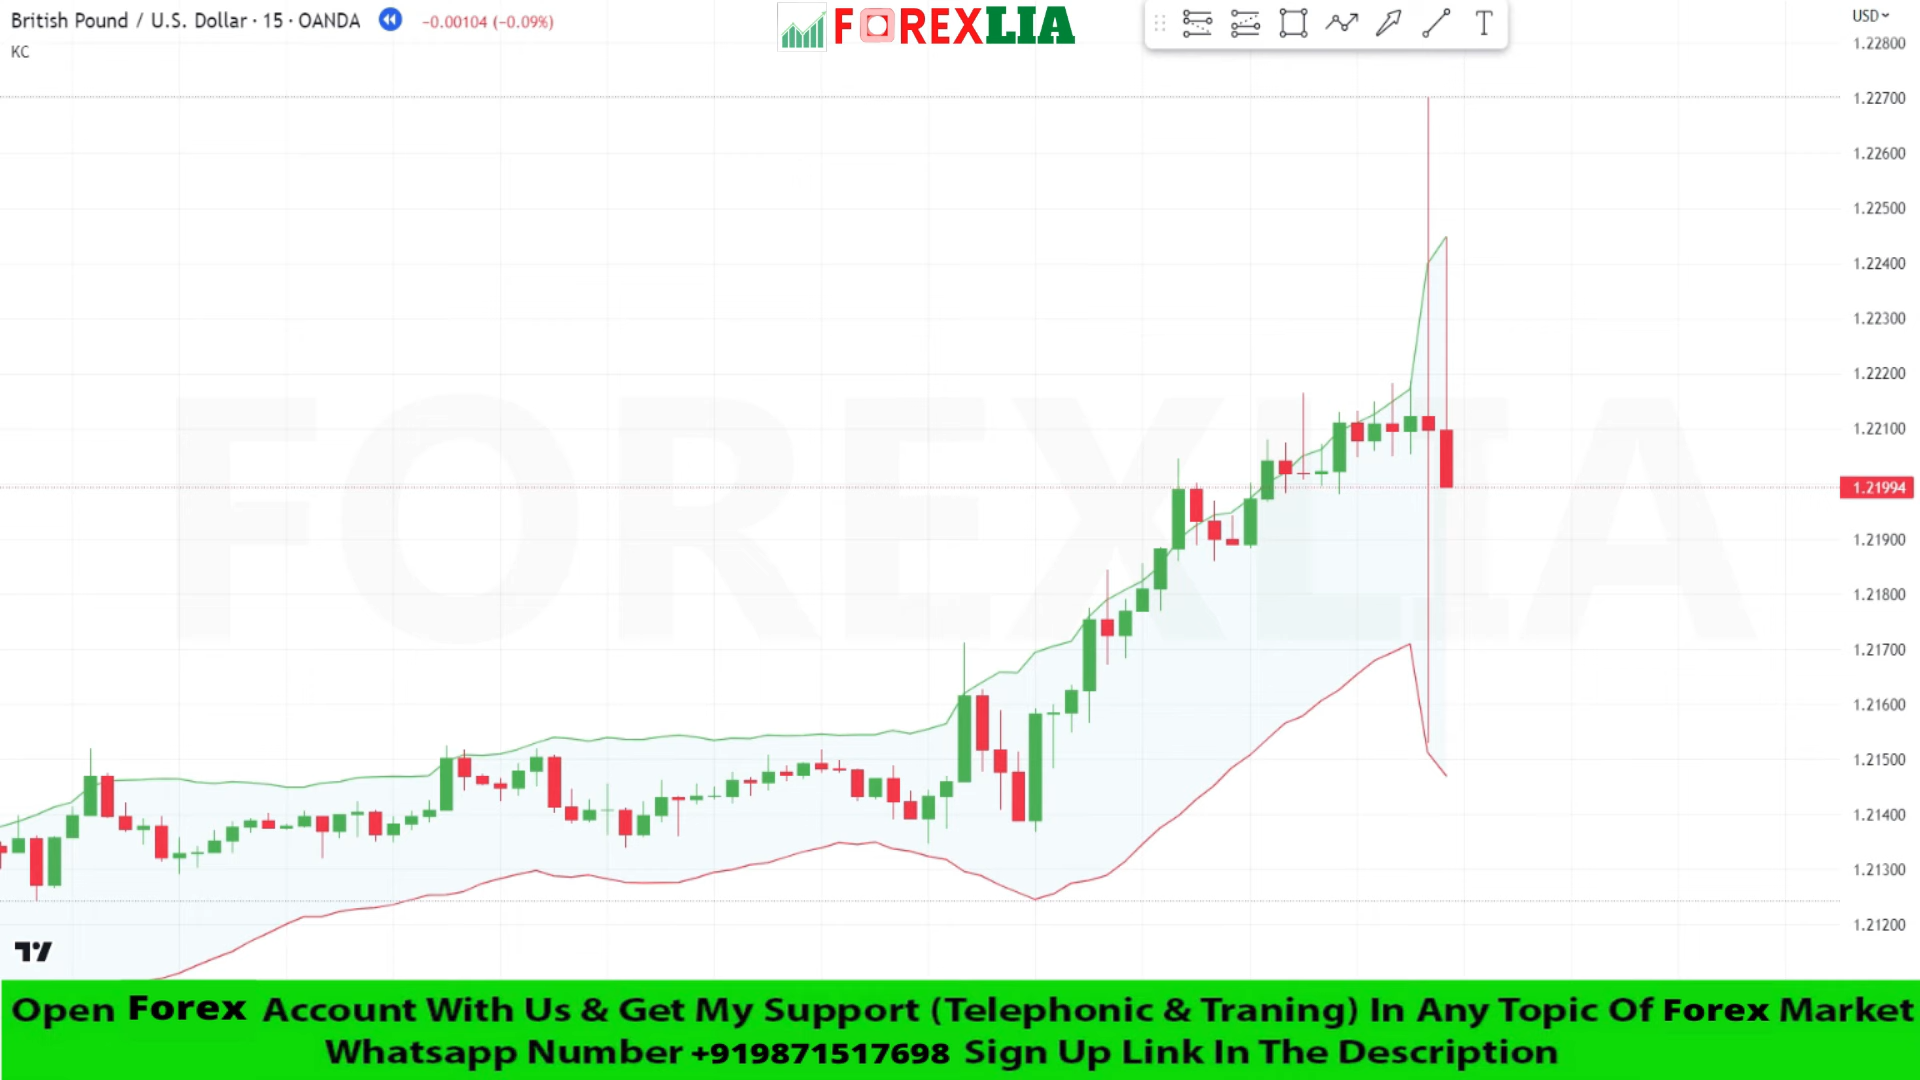 British Pound / U.S. Dollar · 15 · OANDA −0.00104 (−0.09%)
KC
FOREXLIA
T
USD
1.22800
1.22700
1.22600
1.22500
1.22400
1.22300
1.22200
1.22100
1.21994
1.21900
1.21800
1.21700
1.21600
1.21500
1.21400
1.21300
1.21200
FOREXLIA
Open Forex Account With Us & Get My Support (Telephonic & Traning) In Any Topic Of Forex Market
Whatsapp Number +919871517698 Sign Up Link In The Description